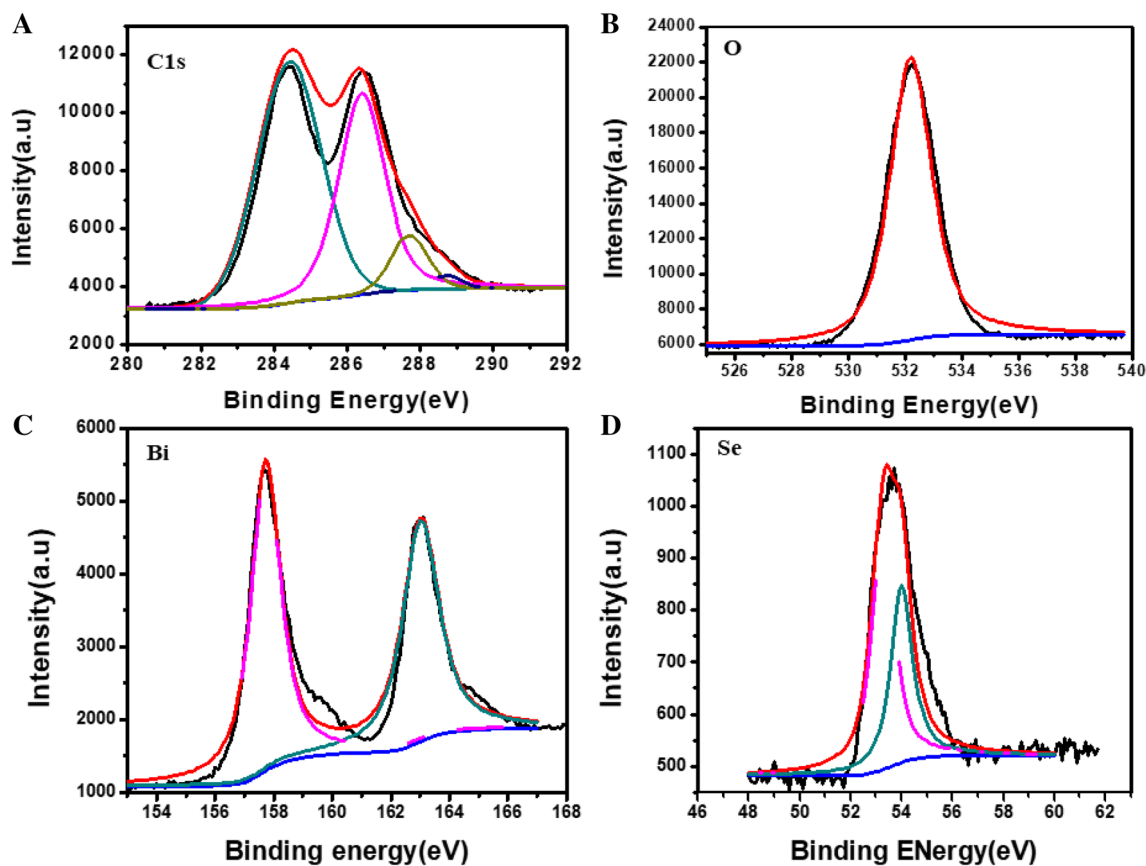 A
C1s
Intensity(a.u)
12000
10000
8000
6000
4000
2000
280 282 284 286 288 290 292
Binding Energy(eV)
B
O
Intensity(a.u)
24000
22000
20000
18000
16000
14000
12000
10000
8000
6000
526 528 530 532 534 536 538 540
Binding Energy(eV)
C
Bi
Intensity(a.u)
6000
5000
4000
3000
2000
1000
154 156 158 160 162 164 166 168
Binding energy(eV)
D
Se
Intensity(a.u)
1100
1000
900
800
700
600
500
46 48 50 52 54 56 58 60 62
Binding ENergy(eV)